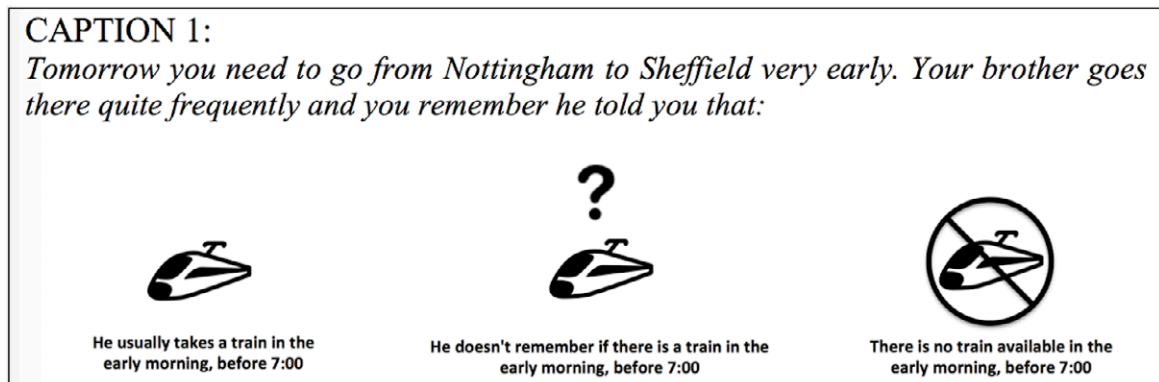 CAPTION 1:
Tomorrow you need to go from Nottingham to Sheffield very early. Your brother goes
there quite frequently and you remember he told you that:
?
He usually takes a train in the
early morning, before 7:00
He doesn't remember if there is a train in the
early morning, before 7:00
There is no train available in the
early morning, before 7:00